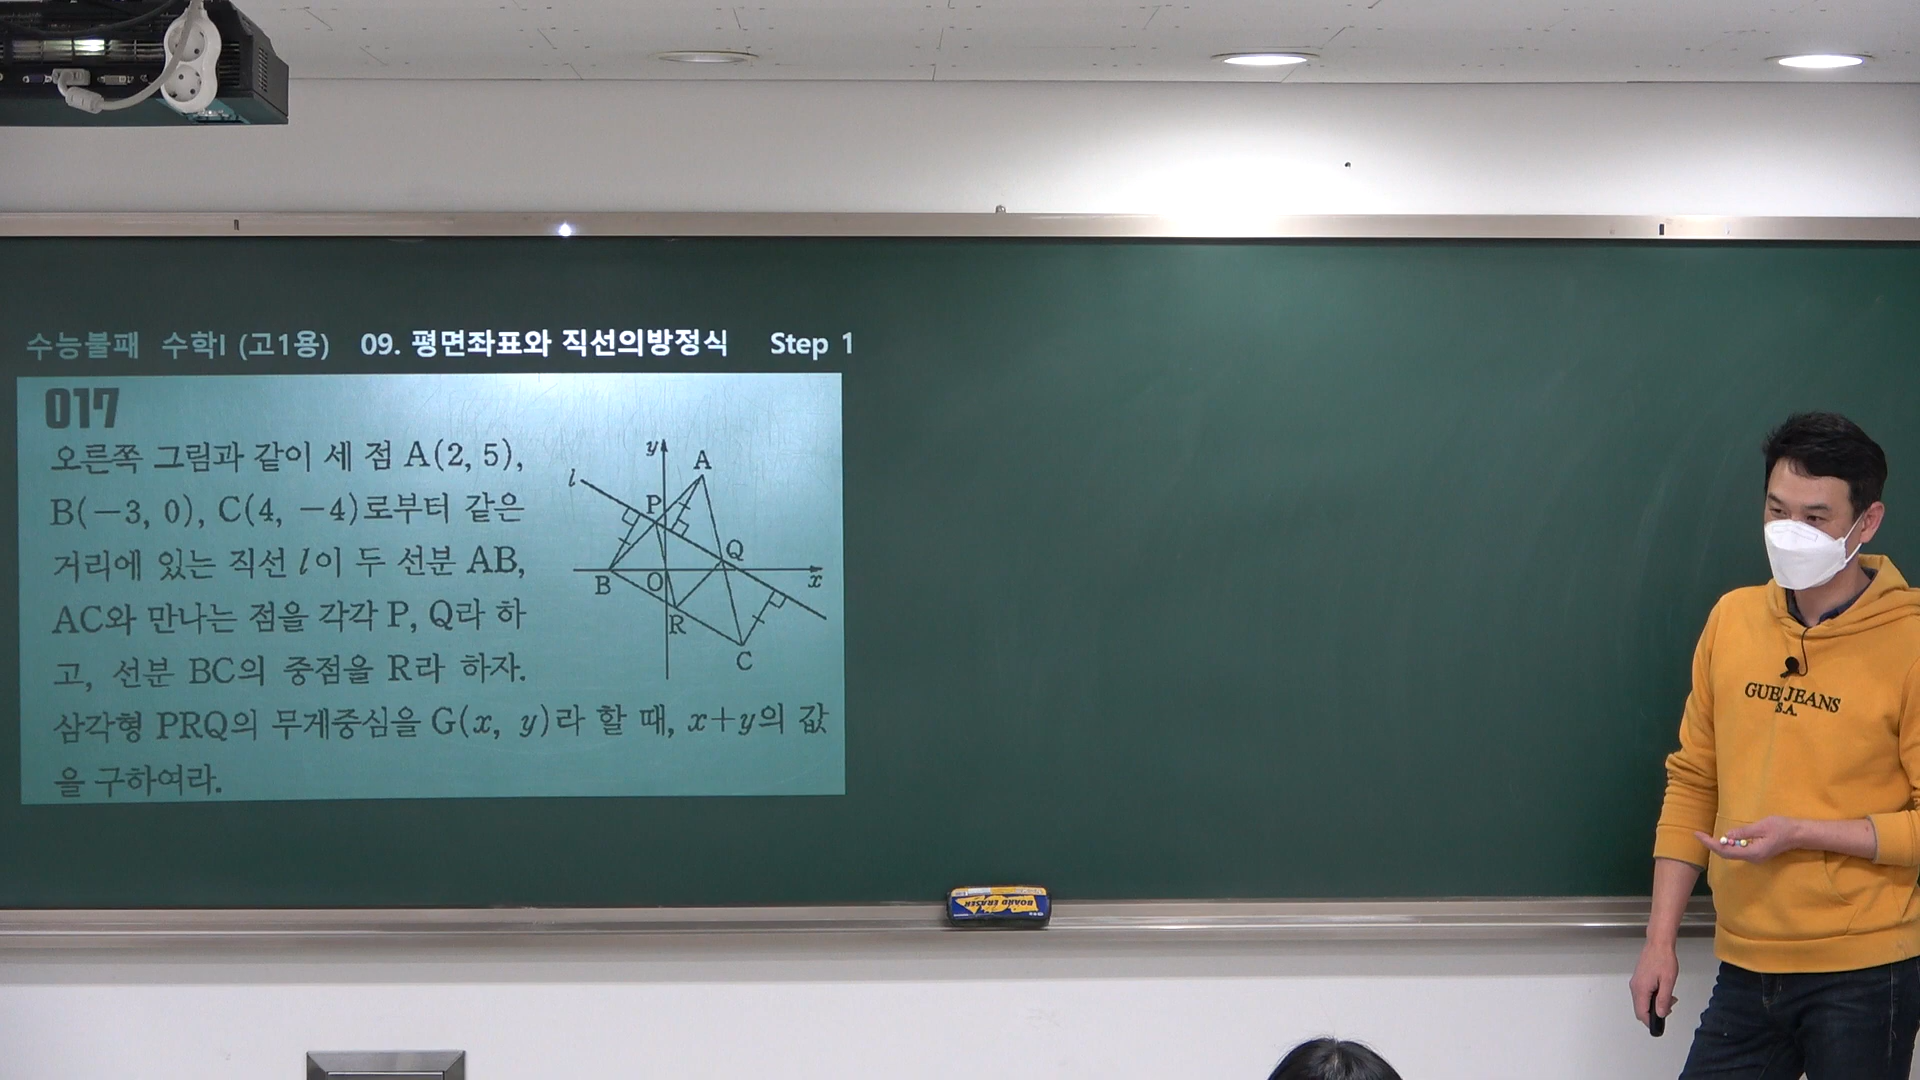 수능불패 수학I (고1용) 09. 평면좌표와 직선의방정식 Step 1
017
오른쪽 그림과 같이 세 점 A(2, 5),
B(−3, 0), C(4, −4)로부터 같은
거리에 있는 직선 l이 두 선분 AB,
AC와 만나는 점을 각각 P, Q라 하
고, 선분 BC의 중점을 R라 하자.
삼각형 PRQ의 무게중심을 G(x, y)라 할 때, x+y의 값
을 구하여라.
y
A
l
P
Q
B
O
x
R
C
GUE JEANS
S.A.
BOARD ERASER